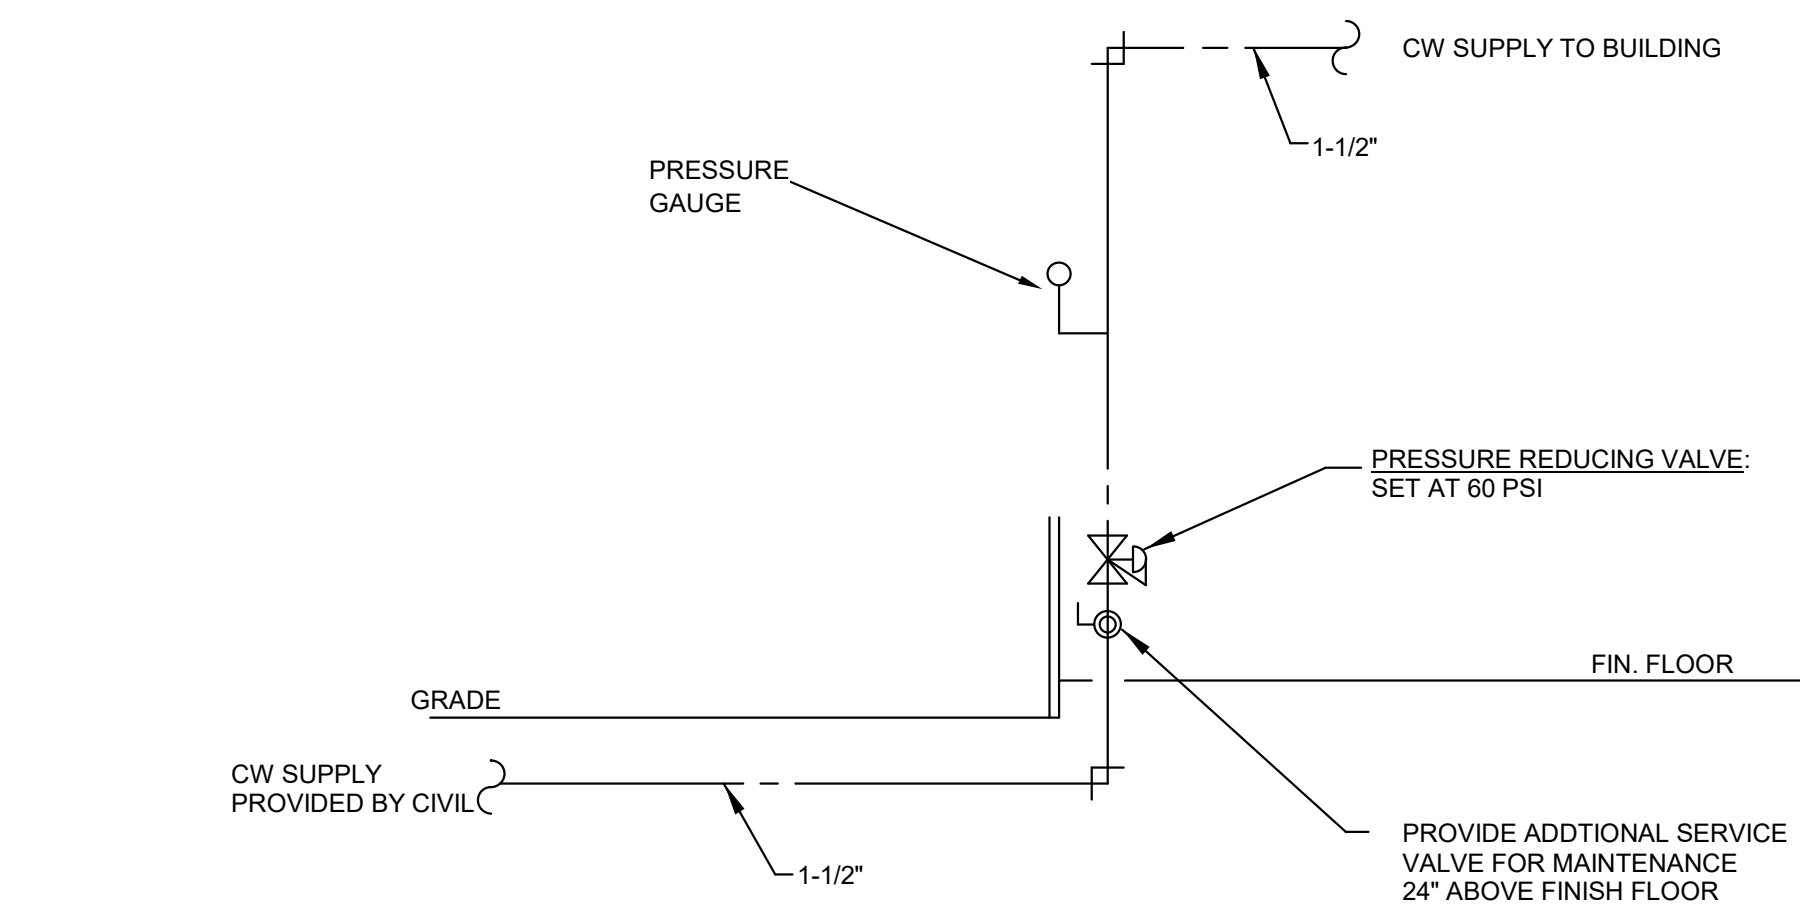 CW SUPPLY TO BUILDING
1-1/2"
PRESSURE
GAUGE
PRESSURE REDUCING VALVE:
SET AT 60 PSI
FIN. FLOOR
GRADE
CW SUPPLY
PROVIDED BY CIVIL
1-1/2"
PROVIDE ADDTIONAL SERVICE
VALVE FOR MAINTENANCE
24" ABOVE FINISH FLOOR